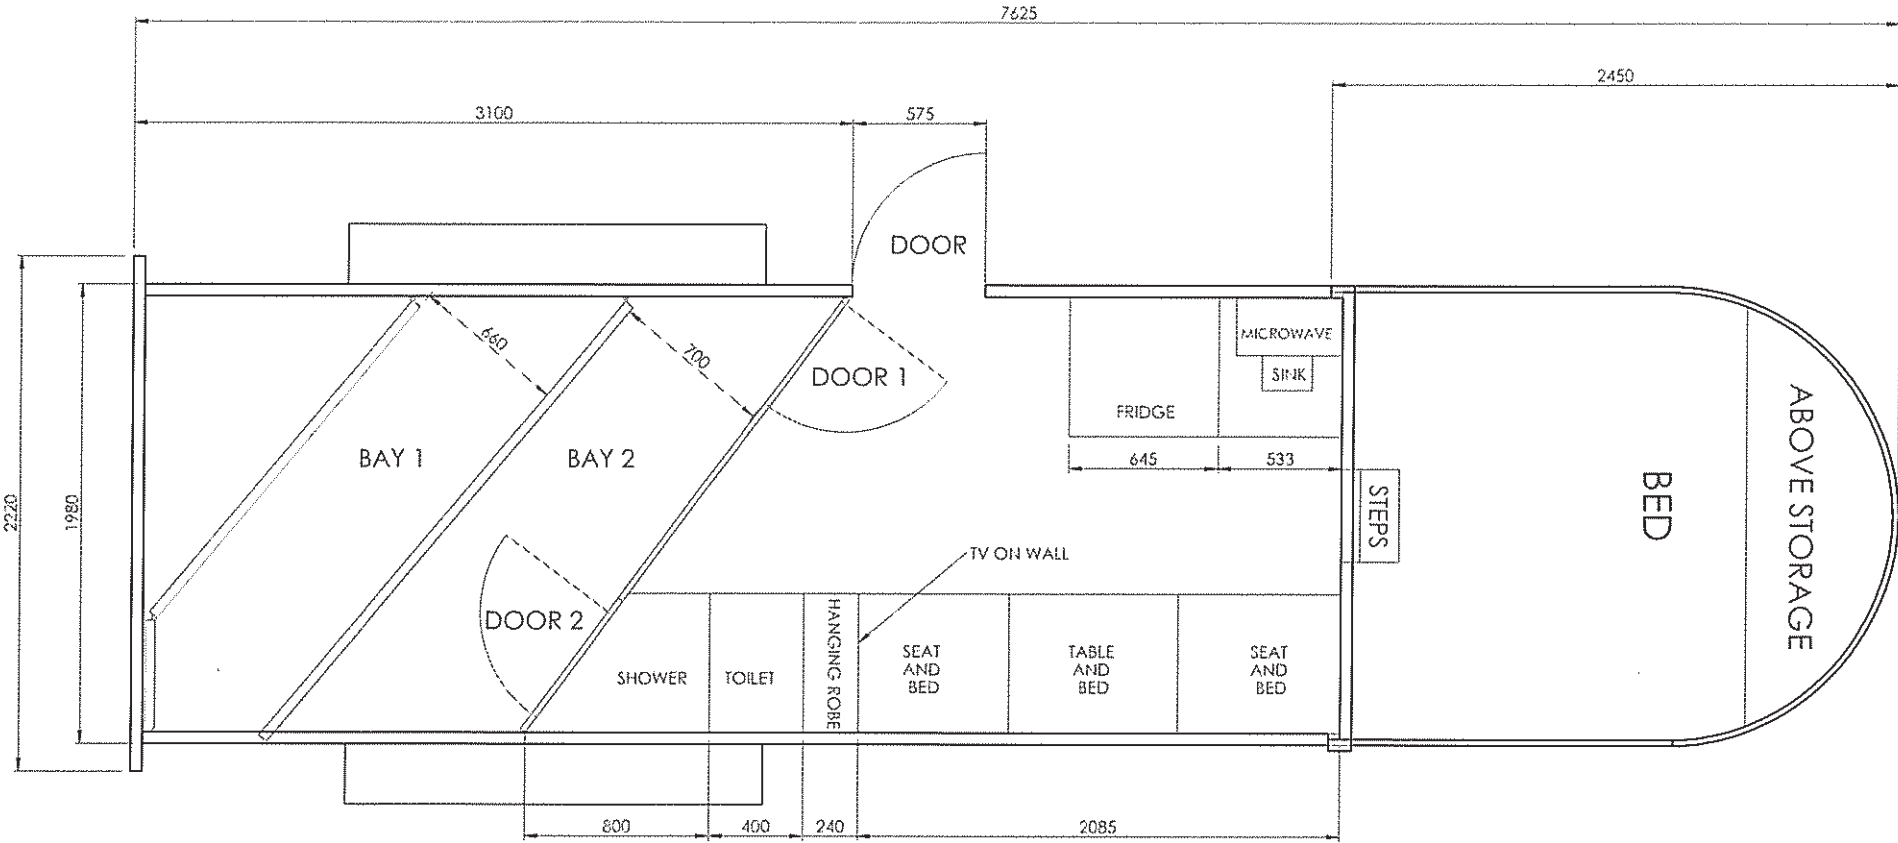 7625
2450
3100
575
DOOR
660
700
MICROWAVE
SINK
DOOR 1
FRIDGE
BAY 1
BAY 2
645
533
2220
1980
STEPS
BED
ABOVE STORAGE
TV ON WALL
DOOR 2
SHOWER
TOILET
HANGING ROBE
SEAT
AND
BED
TABLE
AND
BED
SEAT
AND
BED
800
400
240
2085